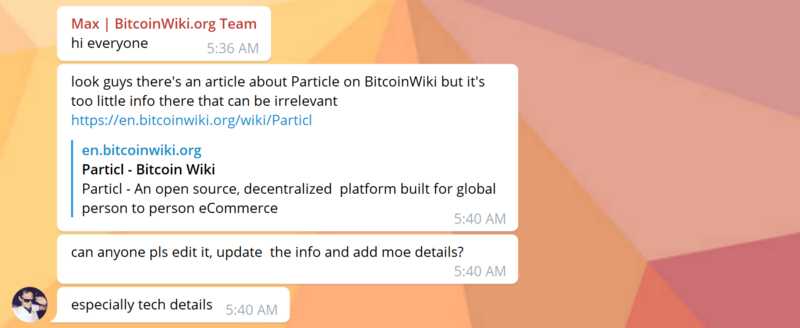 Max | BitcoinWiki.org Team
hi everyone
5:36 AM
look guys there's an article about Particle on BitcoinWiki but it's
too little info there that can be irrelevant
https://en.bitcoinwiki.org/wiki/Particl
en.bitcoinwiki.org
Particl - Bitcoin Wiki
Particl - An open source, decentralized  platform built for global
person to person eCommerce
5:40 AM
can anyone pls edit it, update  the info and add moe details?
5:40 AM
especially tech details
5:40 AM